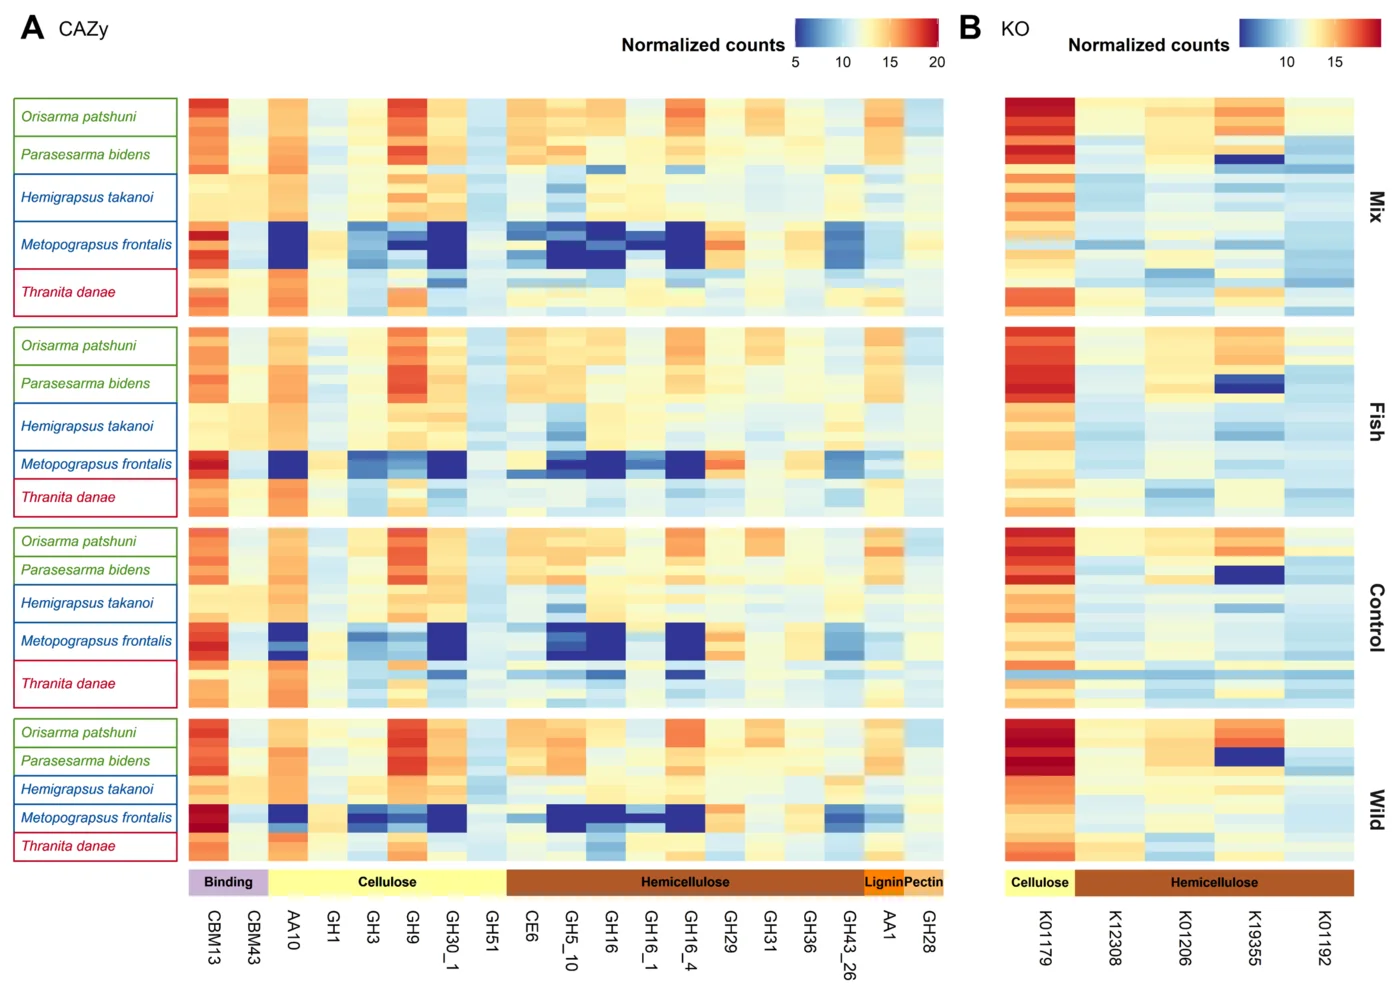 A CAZy
Normalized counts
5 10 15 20
B KO
Normalized counts
10 15
Orisarma patshuni
Parasesarma bidens
Hemigrapsus takanoi
Metopograpsus frontalis
Thranita danae
Mix
Orisarma patshuni
Parasesarma bidens
Hemigrapsus takanoi
Metopograpsus frontalis
Thranita danae
Fish
Orisarma patshuni
Parasesarma bidens
Hemigrapsus takanoi
Metopograpsus frontalis
Thranita danae
Control
Orisarma patshuni
Parasesarma bidens
Hemigrapsus takanoi
Metopograpsus frontalis
Thranita danae
Wild
Binding Cellulose Hemicellulose Lignin Pectin
Cellulose Hemicellulose
CBM13
CBM43
AA10
GH1
GH3
GH9
GH30_1
GH51
CE6
GH5_10
GH16
GH16_1
GH16_4
GH29
GH31
GH36
GH43_26
AA1
GH28
K01179
K12308
K01206
K19355
K01192